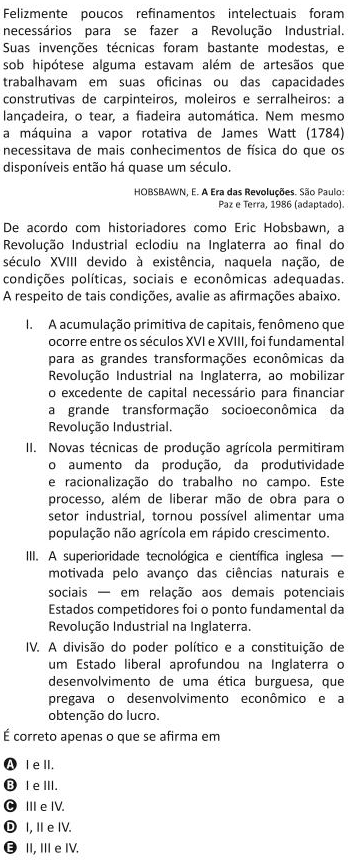 Felizmente poucos refinamentos intelectuais foram
necessários para se fazer a Revolução Industrial.
Suas invenções técnicas foram bastante modestas, e
sob hipótese alguma estavam além de artesãos que
trabalhavam em suas oficinas ou das capacidades
construtivas de carpinteiros, moleiros e serralheiros: a
lançadeira, o tear, a fiadeira automática. Nem mesmo
a máquina a vapor rotativa de James Watt (1784)
necessitava de mais conhecimentos de física do que os
disponíveis então há quase um século.
HOBSBAWN, E. A Era das Revoluções. São Paulo:
Paz e Terra, 1986 (adaptado).
De acordo com historiadores como Eric Hobsbawn, a
Revolução Industrial eclodiu na Inglaterra ao final do
século XVIII devido à existência, naquela nação, de
condições políticas, sociais e econômicas adequadas.
A respeito de tais condições, avalie as afirmações abaixo.
I. A acumulação primitiva de capitais, fenômeno que
ocorre entre os séculos XVI e XVIII, foi fundamental
para as grandes transformações econômicas da
Revolução Industrial na Inglaterra, ao mobilizar
o excedente de capital necessário para financiar
a grande transformação socioeconômica da
Revolução Industrial.
II. Novas técnicas de produção agrícola permitiram
o aumento da produção, da produtividade
e racionalização do trabalho no campo. Este
processo, além de liberar mão de obra para o
setor industrial, tornou possível alimentar uma
população não agrícola em rápido crescimento.
III. A superioridade tecnológica e científica inglesa —
motivada pelo avanço das ciências naturais e
sociais — em relação aos demais potenciais
Estados competidores foi o ponto fundamental da
Revolução Industrial na Inglaterra.
IV. A divisão do poder político e a constituição de
um Estado liberal aprofundou na Inglaterra o
desenvolvimento de uma ética burguesa, que
pregava o desenvolvimento econômico e a
obtenção do lucro.
É correto apenas o que se afirma em
A I e II.
B I e III.
C III e IV.
D I, II e IV.
E II, III e IV.